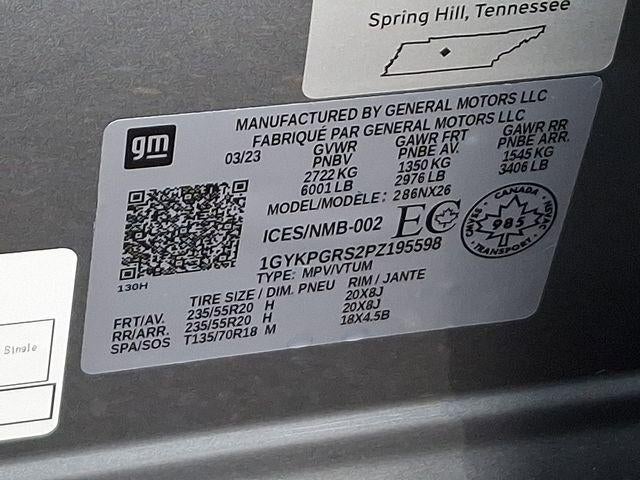 Spring Hill, Tennessee
MANUFACTURED BY GENERAL MOTORS LLC
FABRIQUÉ PAR GENERAL MOTORS LLC
gm
03/23
GVWR GAWR FRT GAWR RR
PNBV PNBE AV. PNBE ARR.
2722 KG 1350 KG 1545 KG
6001 LB 2976 LB 3406 LB
MODEL/MODÈLE: 286NX26
ICES/NMB-002 EC
CANADA
CMVSS NSVAC
985
TRANSPORT
1GYKPGRS2PZ195598
TYPE: MPV/VTUM
130H
TIRE SIZE / DIM. PNEU RIM / JANTE
FRT/AV. 235/55R20 H 20X8J
RR/ARR. 235/55R20 H 20X8J
SPA/SOS T135/70R18 M 18X4.5B
Single